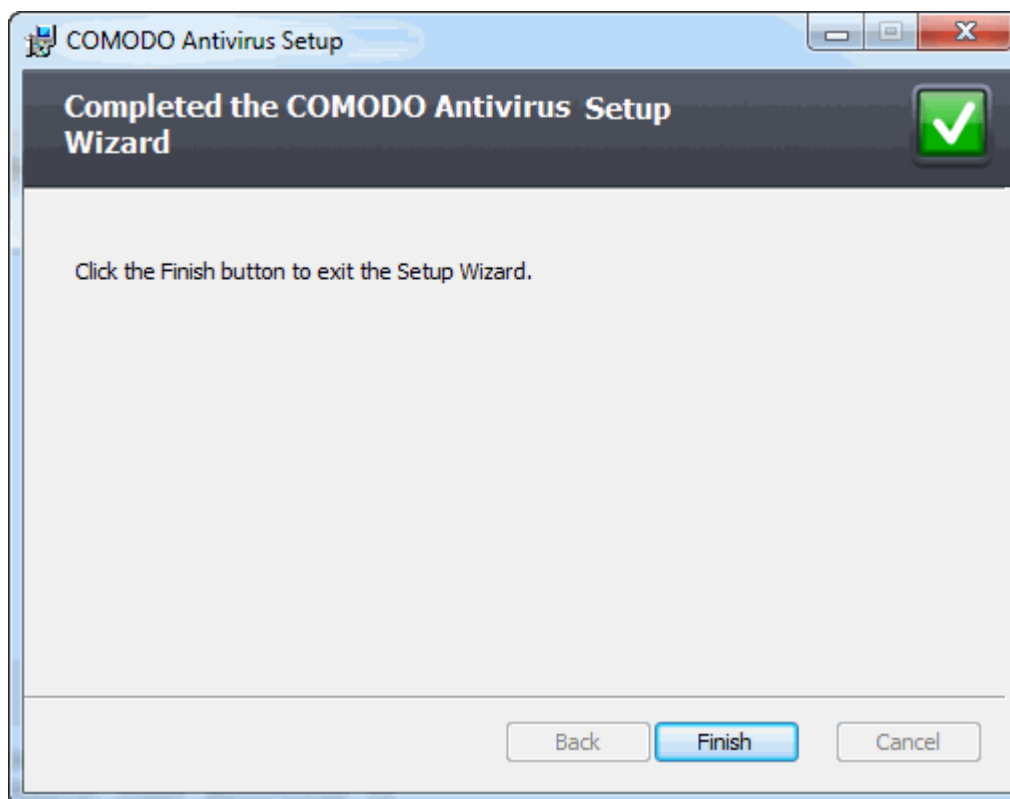 COMODO Antivirus Setup
Completed the COMODO Antivirus Setup
Wizard
Click the Finish button to exit the Setup Wizard.
Back Finish Cancel